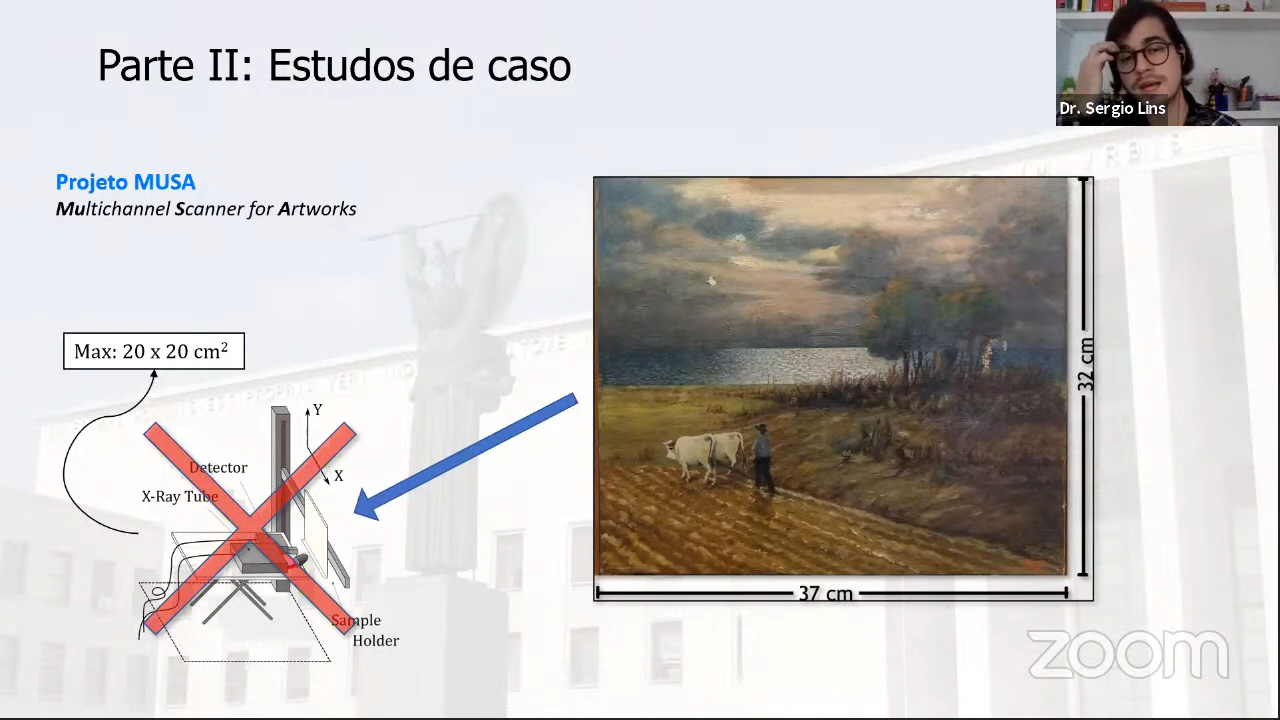 Parte II: Estudos de caso
Dr. Sergio Lins
Projeto MUSA
Multichannel Scanner for Artworks
Max: 20 x 20 cm²
Y
X
Detector
X-Ray Tube
Sample
Holder
32 cm
37 cm
zoom